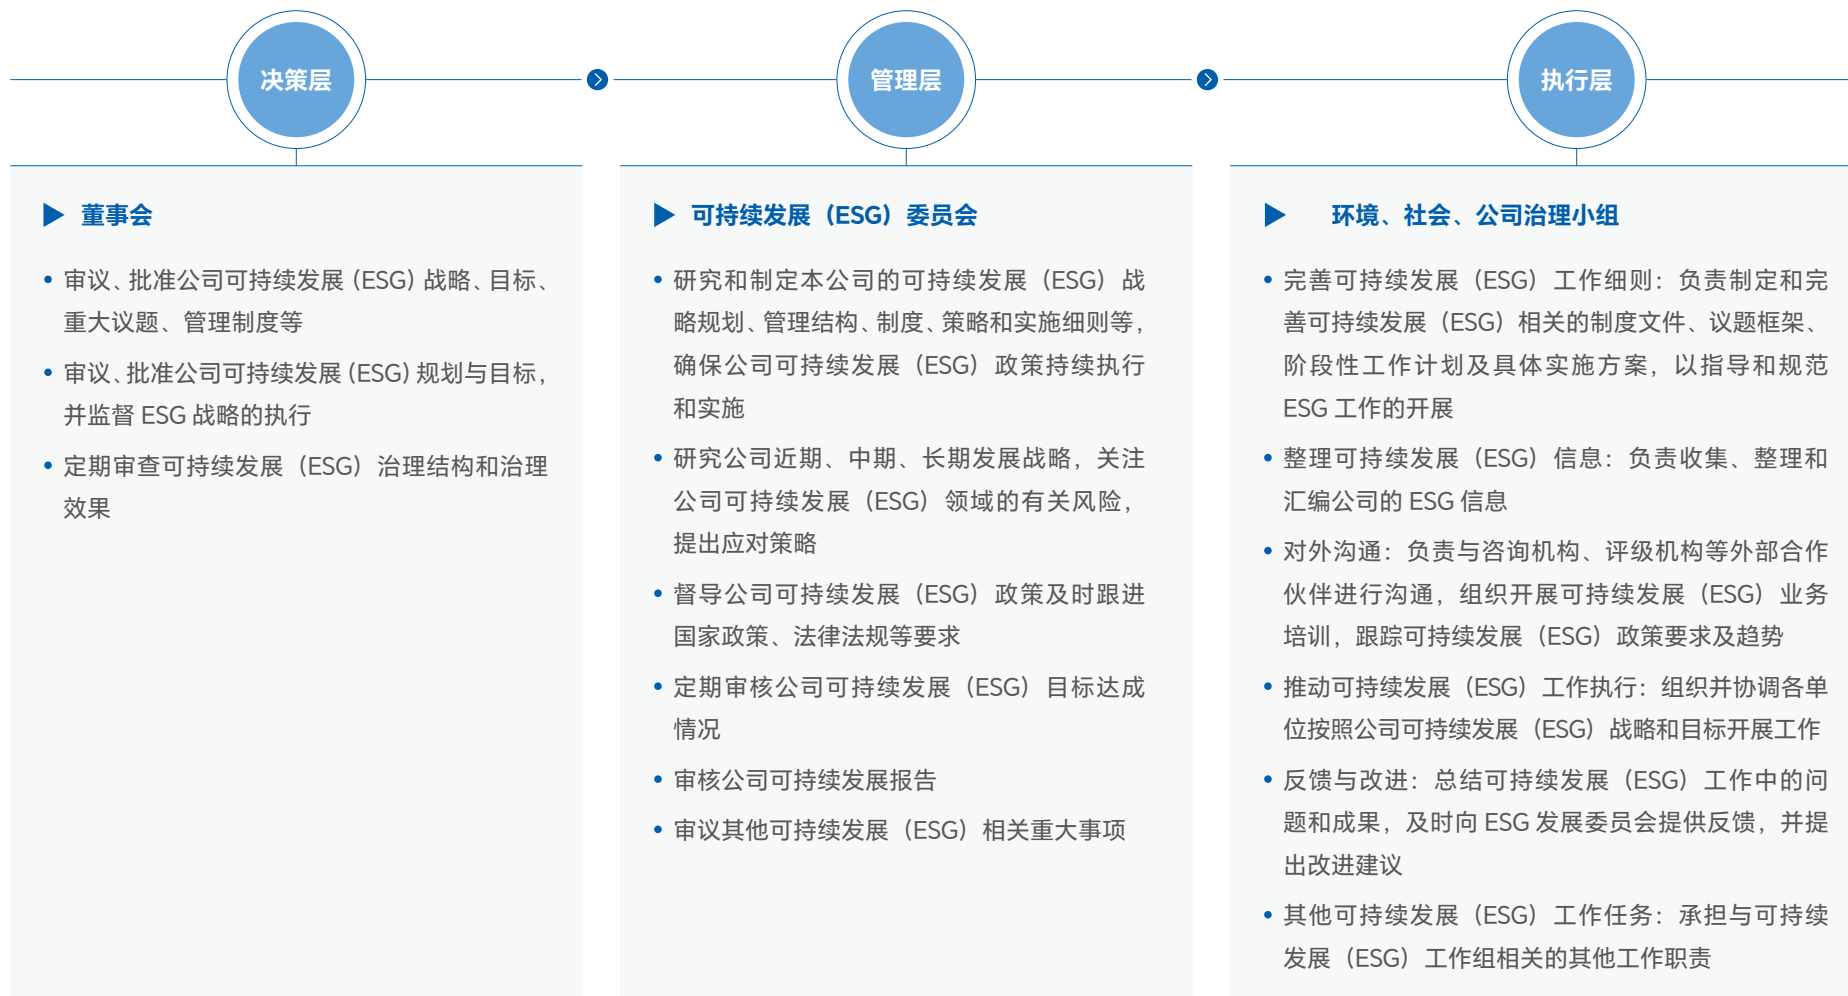 决策层
管理层
执行层
董事会
审议、批准公司可持续发展（ESG）战略、目标、
重大议题、管理制度等
审议、批准公司可持续发展（ESG）规划与目标，
并监督 ESG 战略的执行
定期审查可持续发展（ESG）治理结构和治理
效果
可持续发展（ESG）委员会
研究和制定本公司的可持续发展（ESG）战
略规划、管理结构、制度、策略和实施细则等，
确保公司可持续发展（ESG）政策持续执行
和实施
研究公司近期、中期、长期发展战略，关注
公司可持续发展（ESG）领域的有关风险，
提出应对策略
督导公司可持续发展（ESG）政策及时跟进
国家政策、法律法规等要求
定期审核公司可持续发展（ESG）目标达成
情况
审核公司可持续发展报告
审议其他可持续发展（ESG）相关重大事项
环境、社会、公司治理小组
完善可持续发展（ESG）工作细则：负责制定和完
善可持续发展（ESG）相关的制度文件、议题框架、
阶段性工作计划及具体实施方案，以指导和规范
ESG 工作的开展
整理可持续发展（ESG）信息：负责收集、整理和
汇编公司的 ESG 信息
对外沟通：负责与咨询机构、评级机构等外部合作
伙伴进行沟通，组织开展可持续发展（ESG）业务
培训，跟踪可持续发展（ESG）政策要求及趋势
推动可持续发展（ESG）工作执行：组织并协调各单
位按照公司可持续发展（ESG）战略和目标开展工作
反馈与改进：总结可持续发展（ESG）工作中的问
题和成果，及时向 ESG 发展委员会提供反馈，并提
出改进建议
其他可持续发展（ESG）工作任务：承担与可持续
发展（ESG）工作组相关的其他工作职责